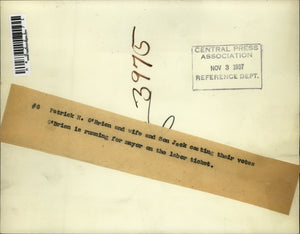 3975
CENTRAL PRESS
ASSOCIATION
NOV 3 1937
REFERENCE DEPT.
#6 Patrick H. O'Brien and wife and Son Jack casting their votes
O'Brien is running for mayor on the labor ticket.